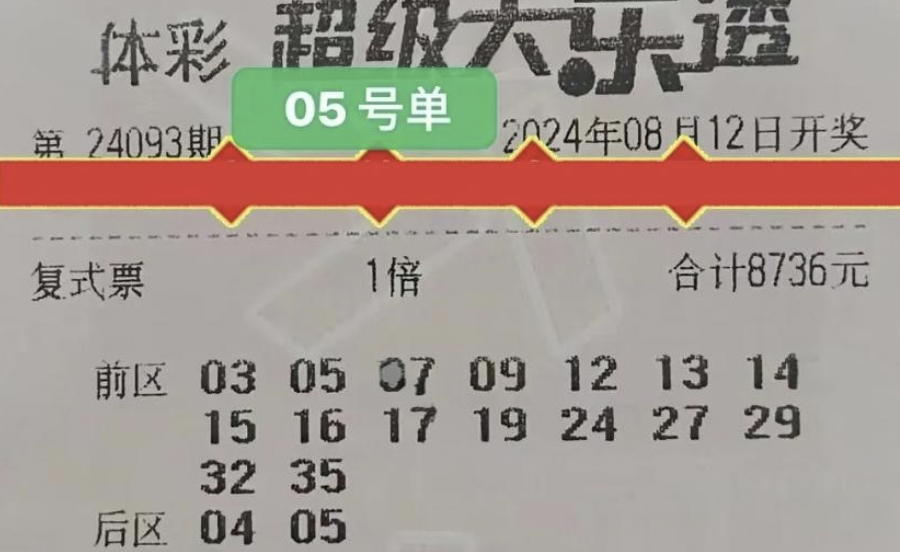 体彩 超级大乐透
05号单
第 24093期 2024年08月12日开奖
复式票 1倍 合计8736元
前区 03 05 07 09 12 13 14
15 16 17 19 24 27 29
32 35
后区 04 05